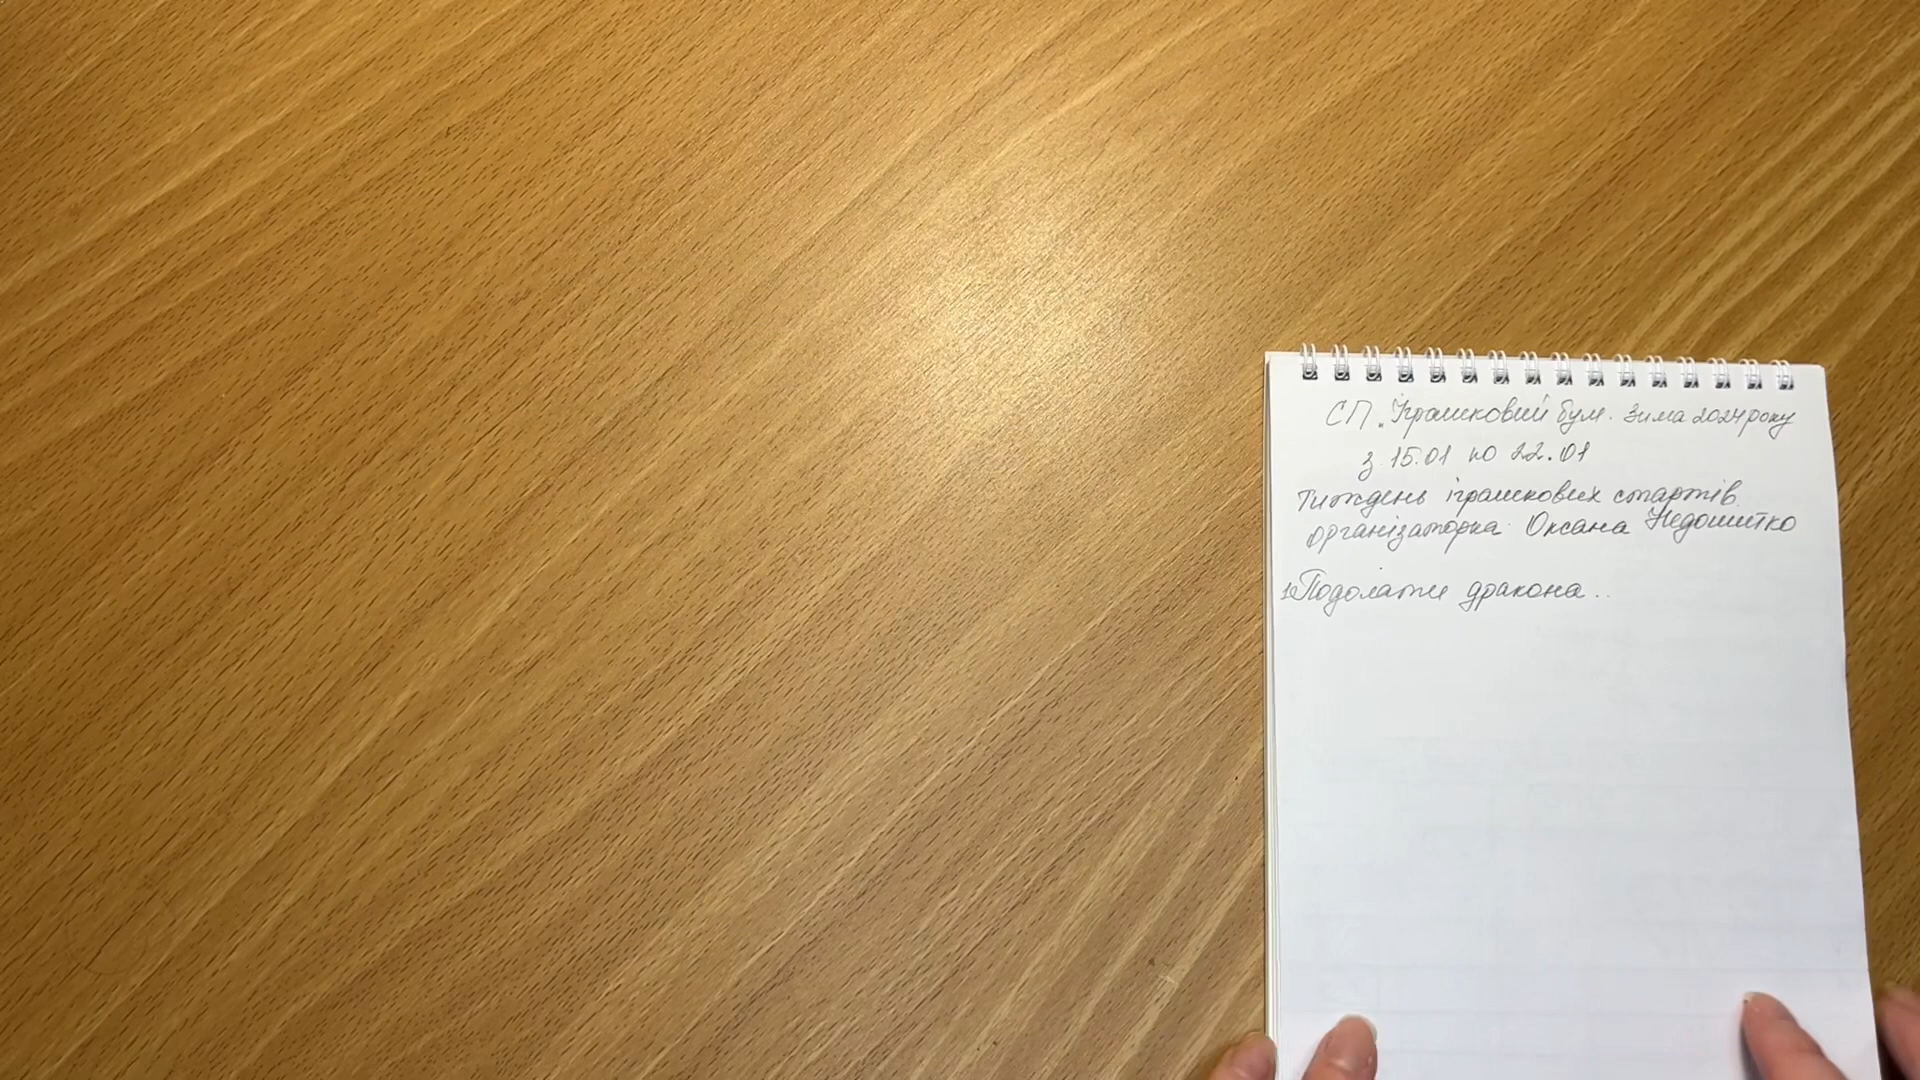 СП „Іграшковий бум. Зима 2024 року
з 15.01 по 22.01
Тиждень іграшкових стартів.
організаторка Оксана Недошитко
1. Подолати дракона..